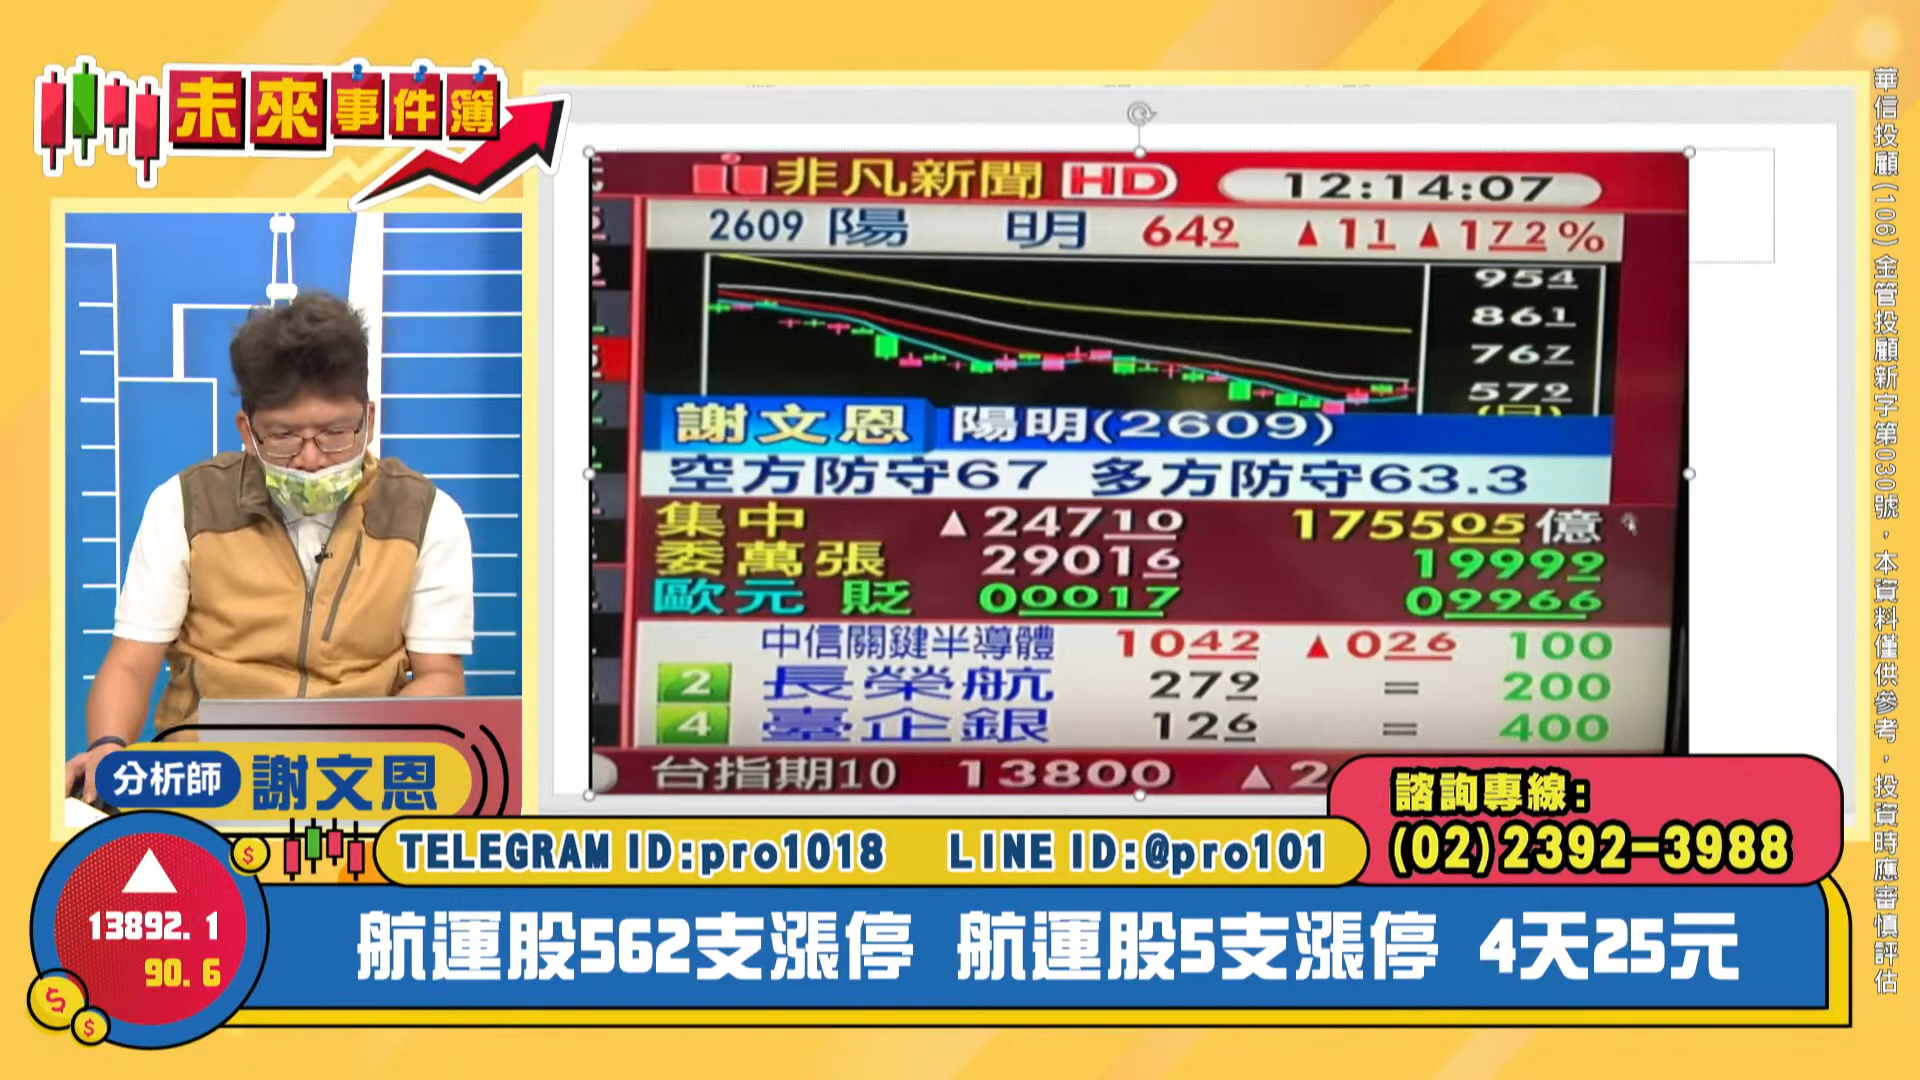 未來事件簿
非凡新聞 HD 12:14:07
2609 陽 明 649 ▲11 ▲172%
954
861
767
579
謝文恩 陽明(2609)
空方防守67 多方防守63.3
集中 ▲24710 175505億
委萬張 29016 19992
歐元 貶 000017 09966
中信關鍵半導體 1042 ▲026 100
2 長榮航 279 = 200
4 臺企銀 126 = 400
台指期10 13800 ▲2
分析師 謝文恩
諮詢專線:
(02)2392-3988
TELEGRAM ID:pro1018 LINE ID:@pro101
13892.1
90.6
航運股562支漲停 航運股5支漲停 4天25元
華信投顧(106)金管投顧新字第030號，本資料僅供參考，投資時應審慎評估